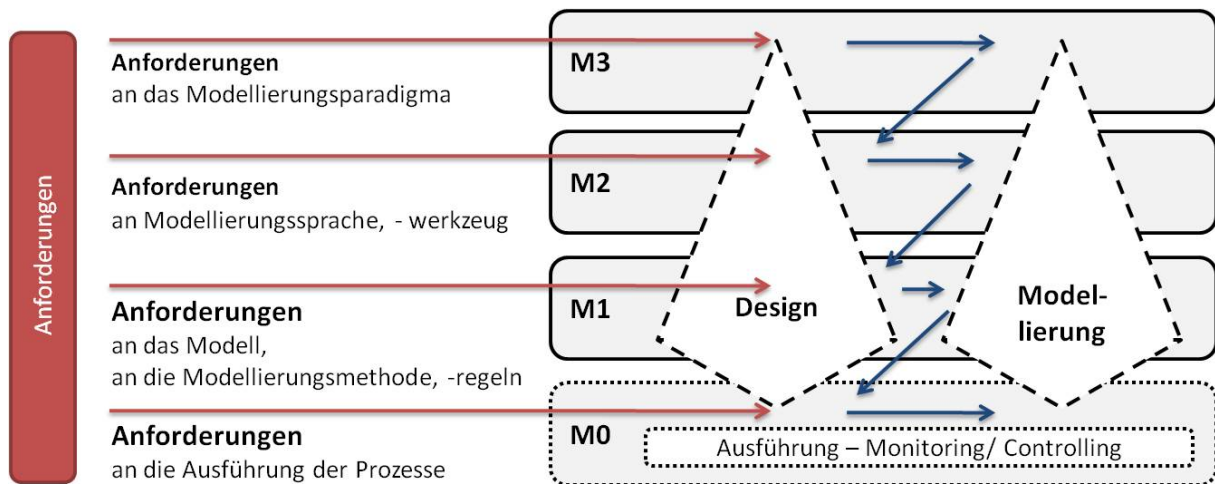 Anforderungen
Anforderungen
an das Modellierungsparadigma
M3
Anforderungen
an Modellierungssprache, - werkzeug
M2
Anforderungen
an das Modell,
an die Modellierungsmethode, -regeln
M1
Design
Model-
lierung
Anforderungen
an die Ausführung der Prozesse
M0
Ausführung – Monitoring/ Controlling